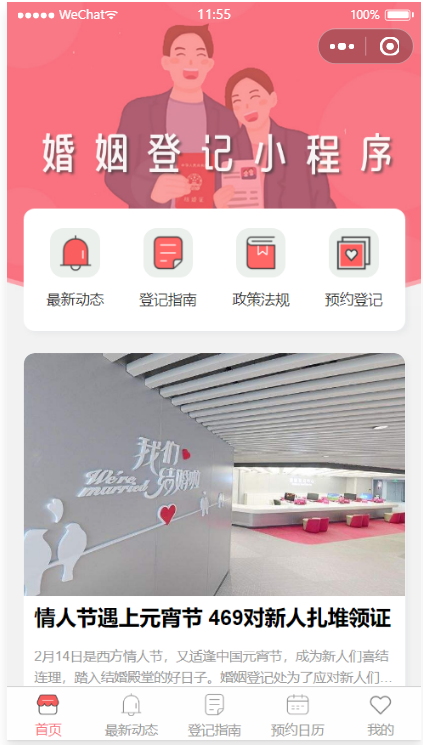 WeChat 11:55 100%
婚姻登记小程序
最新动态 登记指南 政策法规 预约登记
我们
结婚啦
We're
married
情人节遇上元宵节 469对新人扎堆领证
2月14日是西方情人节，又适逢中国元宵节，成为新人们喜结
连理，踏入结婚殿堂的好日子。婚姻登记处为了应对新人们...
首页 最新动态 登记指南 预约日历 我的